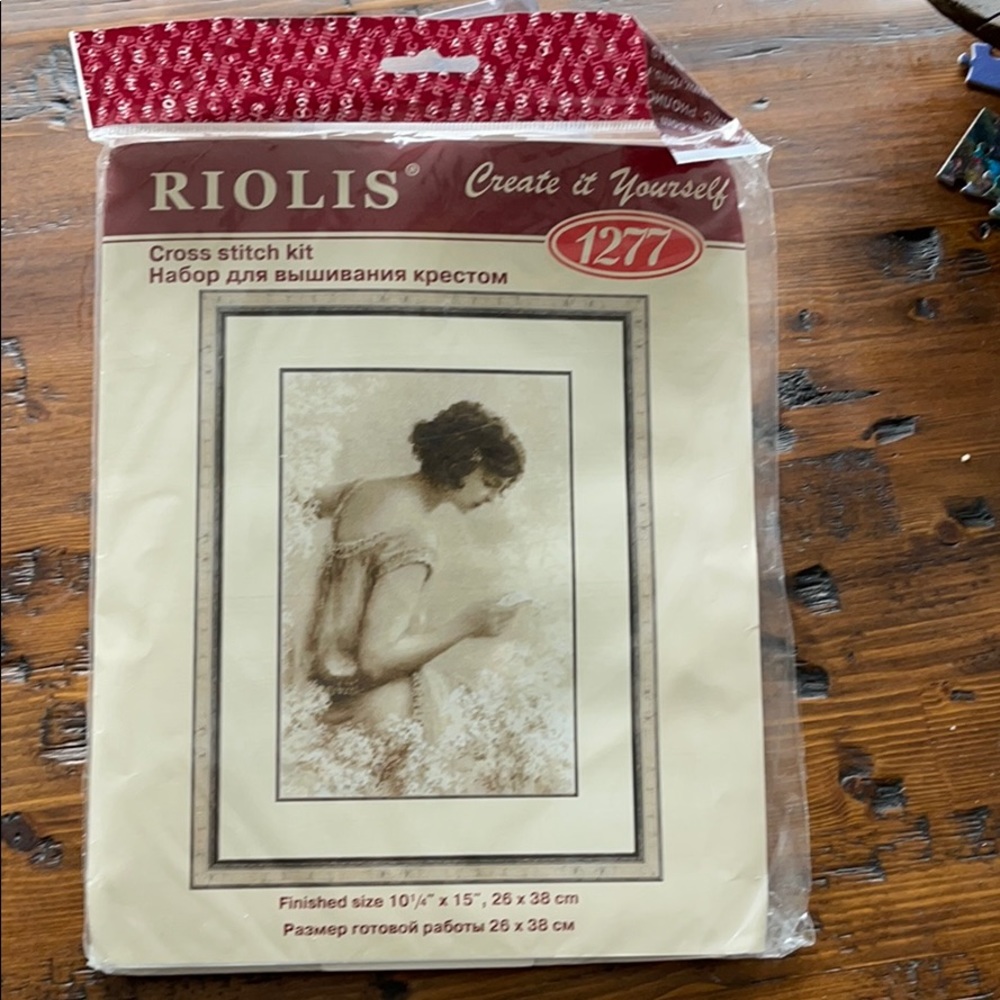 RIOLIS®
Create it Yourself
1277
Cross stitch kit
Набор для вышивания крестом
Finished size 10¹/₄˝ x 15˝, 26 x 38 cm
Размер готовой работы 26 x 38 см